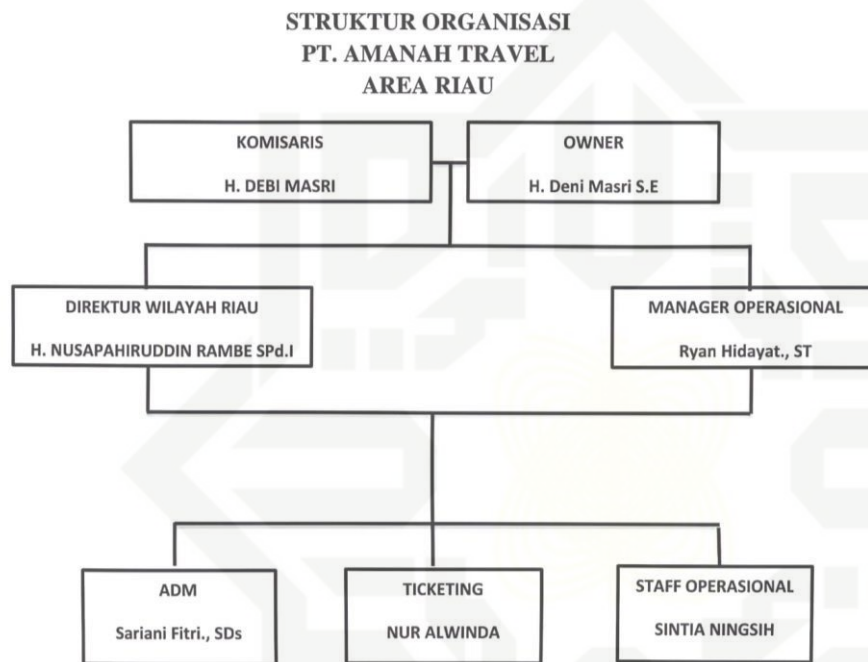 STRUKTUR ORGANISASI
PT. AMANAH TRAVEL
AREA RIAU
KOMISARIS
H. DEBI MASRI
OWNER
H. Deni Masri S.E
DIREKTUR WILAYAH RIAU
H. NUSAPAHIRUDDIN RAMBE SPd.I
MANAGER OPERASIONAL
Ryan Hidayat., ST
ADM
Sariani Fitri., SDs
TICKETING
NUR ALWINDA
STAFF OPERASIONAL
SINTIA NINGSIH